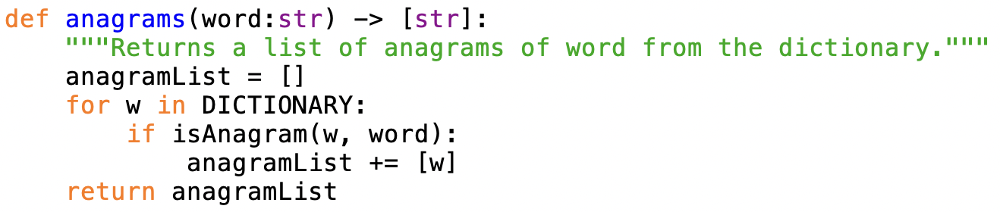 def anagrams(word:str) -> [str]:
    """Returns a list of anagrams of word from the dictionary."""
    anagramList = []
    for w in DICTIONARY:
        if isAnagram(w, word):
            anagramList += [w]
    return anagramList